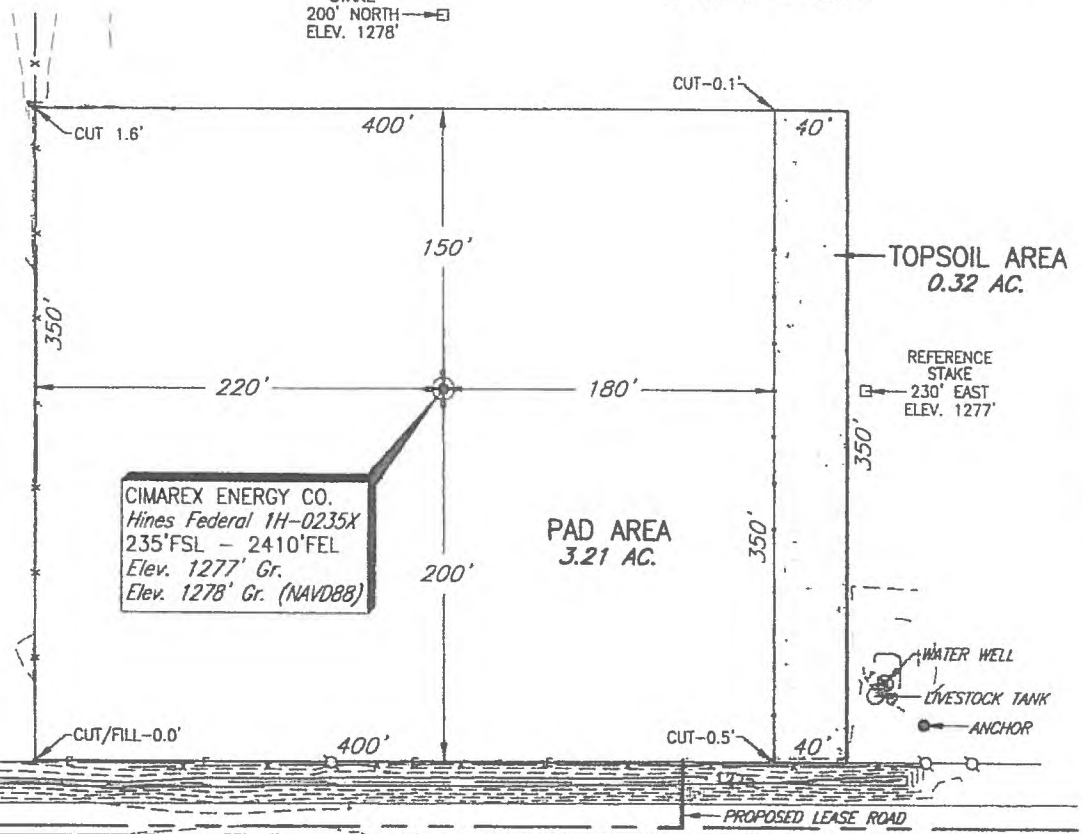 200' NORTH
ELEV. 1278'
CUT-0.1'
CUT 1.6'
400'
40'
150'
TOPSOIL AREA
0.32 AC.
350'
REFERENCE
STAKE
230' EAST
ELEV. 1277'
220'
180'
350'
CIMAREX ENERGY CO.
Hines Federal 1H-0235X
235'FSL - 2410'FEL
Elev. 1277' Gr.
Elev. 1278' Gr. (NAVD88)
PAD AREA
3.21 AC.
350'
200'
WATER WELL
LIVESTOCK TANK
ANCHOR
CUT/FILL-0.0'
400'
CUT-0.5'
40'
1275
PROPOSED LEASE ROAD